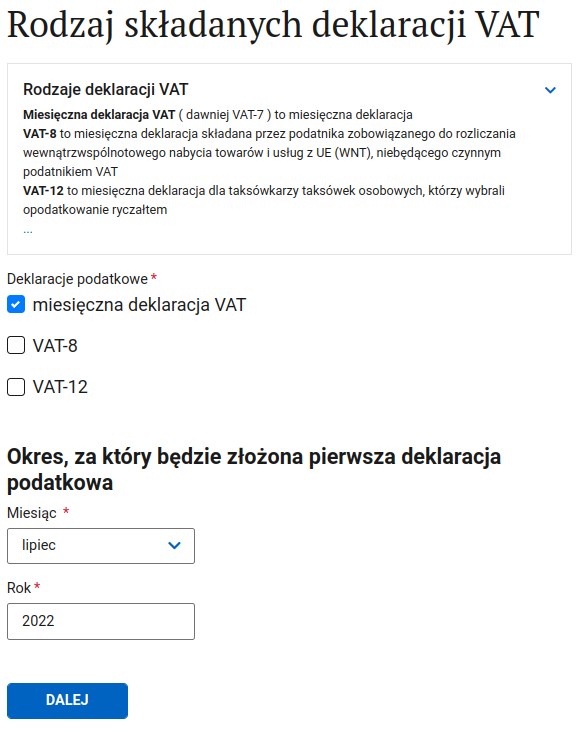 Rodzaj składanych deklaracji VAT
Rodzaje deklaracji VAT
Miesięczna deklaracja VAT ( dawniej VAT-7 ) to miesięczna deklaracja
VAT-8 to miesięczna deklaracja składana przez podatnika zobowiązanego do rozliczania
wewnątrzwspólnotowego nabycia towarów i usług z UE (WNT), niebędącego czynnym
podatnikiem VAT
VAT-12 to miesięczna deklaracja dla taksówkarzy taksówek osobowych, którzy wybrali
opodatkowanie ryczałtem
...
Deklaracje podatkowe *
miesięczna deklaracja VAT
VAT-8
VAT-12
Okres, za który będzie złożona pierwsza deklaracja
podatkowa
Miesiąc *
lipiec
Rok *
2022
DALEJ